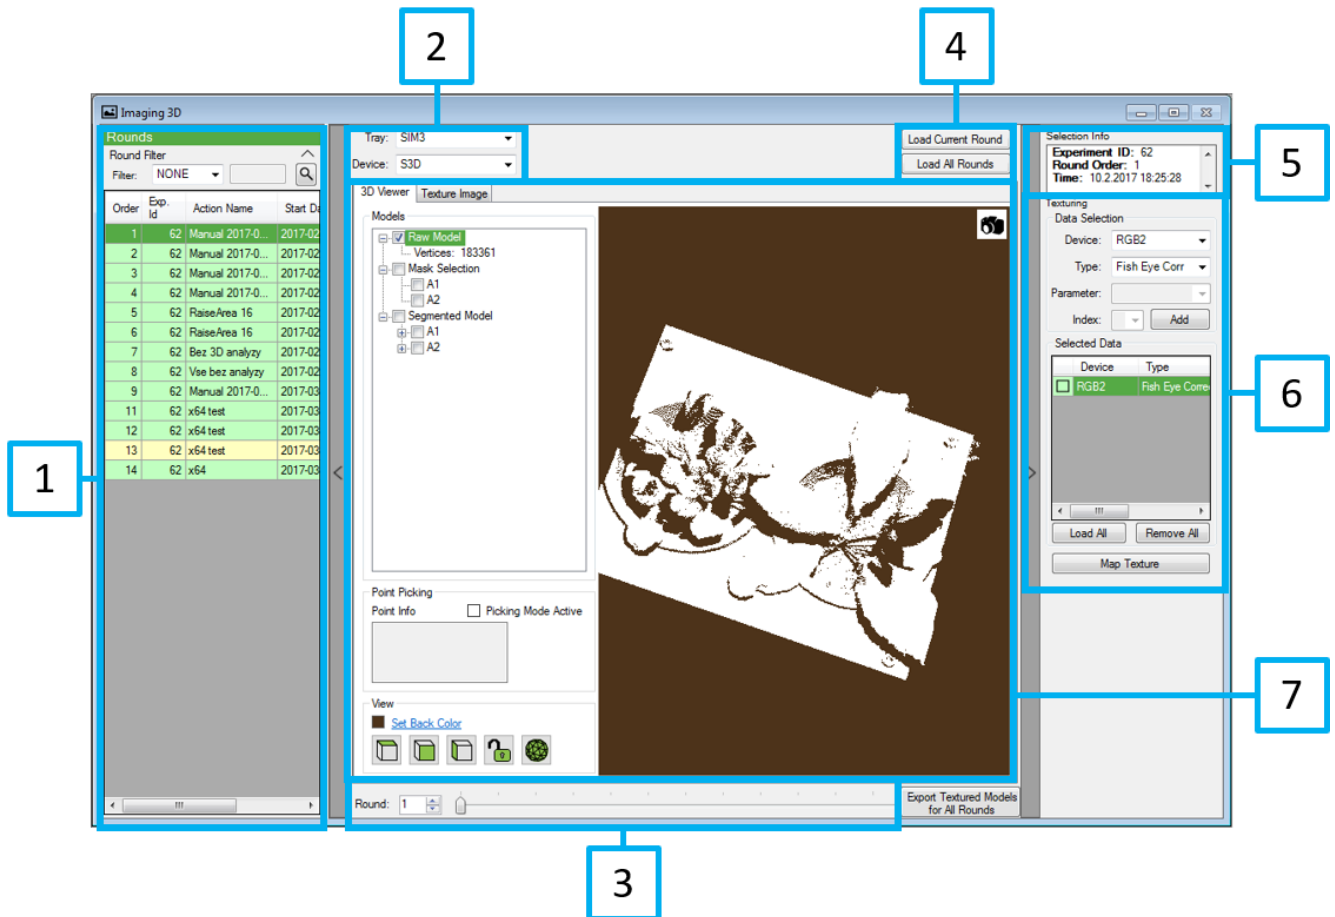 2
4
Imaging 3D
Rounds
Round Filter
Filter: NONE
Order Exp. Id Action Name Start Da
1 62 Manual 2017-0... 2017-02
2 62 Manual 2017-0... 2017-02
3 62 Manual 2017-0... 2017-02
4 62 Manual 2017-0... 2017-02
5 62 RaiseArea 16 2017-02
6 62 RaiseArea 16 2017-02
7 62 Bez 3D analyzy 2017-02
8 62 Vse bez analyzy 2017-02
9 62 Manual 2017-0... 2017-03
11 62 x64 test 2017-03
12 62 x64 test 2017-03
13 62 x64 test 2017-03
14 62 x64 2017-03
1
Tray: SIM3
Device: S3D
Load Current Round
Load All Rounds
3D Viewer Texture Image
Models
Raw Model
Vertices: 183361
Mask Selection
A1
A2
Segmented Model
A1
A2
Point Picking
Point Info Picking Mode Active
View
Set Back Color
Round: 1
Export Textured Models
for All Rounds
3
Selection Info
Experiment ID: 62
Round Order: 1
Time: 10.2.2017 18:25:28
5
Texturing
Data Selection
Device: RGB2
Type: Fish Eye Corr
Parameter:
Index: Add
Selected Data
Device Type
RGB2 Fish Eye Corre
Load All Remove All
Map Texture
6
7